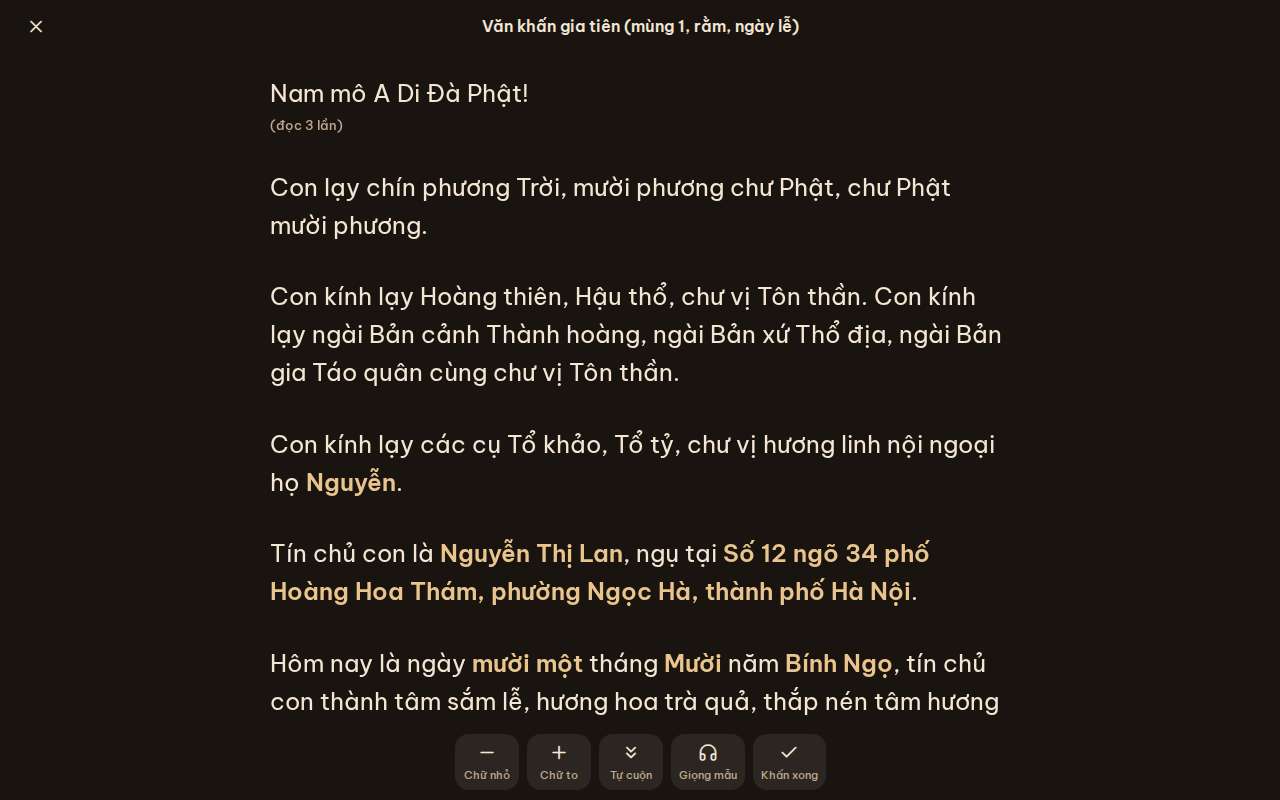 Văn khấn gia tiên (mùng 1, rằm, ngày lễ)
Nam mô A Di Đà Phật!
(đọc 3 lần)
Con lạy chín phương Trời, mười phương chư Phật, chư Phật
mười phương.
Con kính lạy Hoàng thiên, Hậu thổ, chư vị Tôn thần. Con kính
lạy ngài Bản cảnh Thành hoàng, ngài Bản xứ Thổ địa, ngài Bản
gia Táo quân cùng chư vị Tôn thần.
Con kính lạy các cụ Tổ khảo, Tổ tỷ, chư vị hương linh nội ngoại
họ Nguyễn.
Tín chủ con là Nguyễn Thị Lan, ngụ tại Số 12 ngõ 34 phố
Hoàng Hoa Thám, phường Ngọc Hà, thành phố Hà Nội.
Hôm nay là ngày mười một tháng Mười năm Bính Ngọ, tín chủ
con thành tâm sắm lễ, hương hoa trà quả, thắp nén tâm hương
Chữ nhỏ
Chữ to
Tự cuộn
Giọng mẫu
Khấn xong